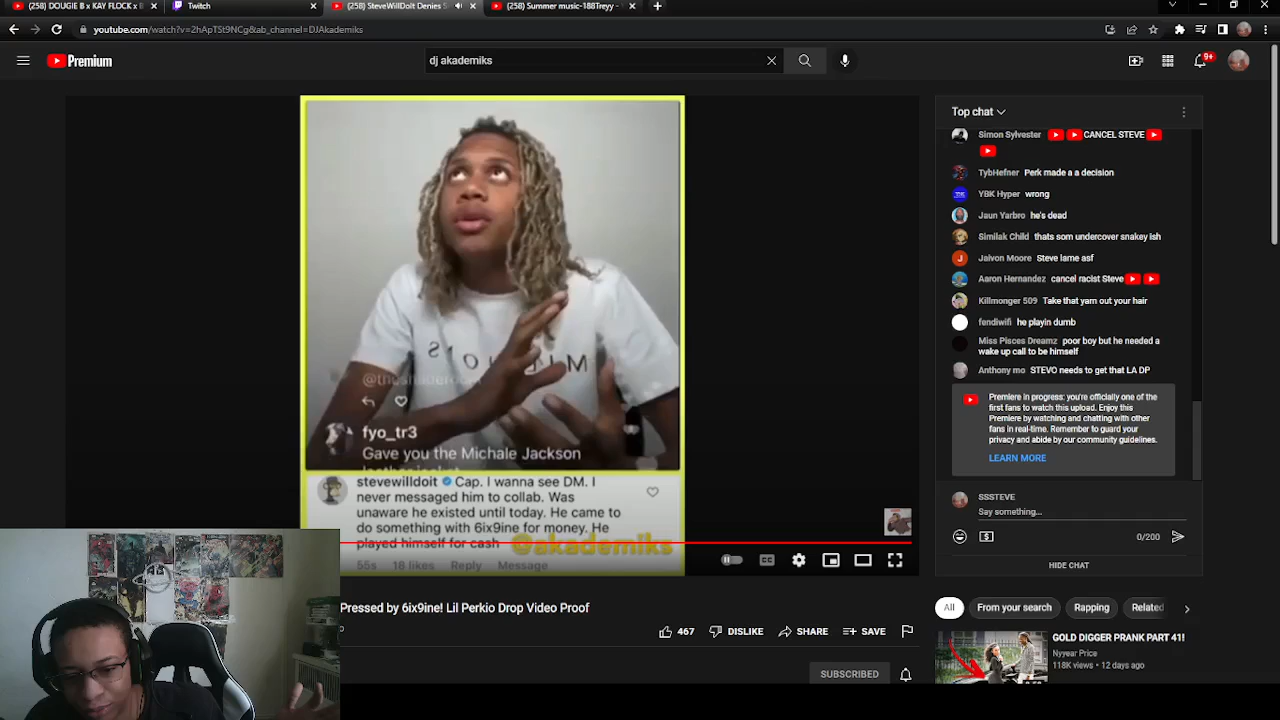 (258) DOUGIE B x KAY FLOCK x B
Twitch
(258) SteveWillDoIt Denies S
(258) Summer music-188Treyy -
youtube.com/watch?v=2hApT5t9NCg&ab_channel=DJAkademiks
Premium
dj akademiks
9+
Top chat
Simon Sylvester CANCEL STEVE
TybHefner Perk made a a decision
YBK Hyper wrong
Jaun Yarbro he's dead
Similak Child thats som undercover snakey ish
Jaivon Moore Steve lame asf
Aaron Hernandez cancel racist Steve
Killmonger 509 Take that yarn out your hair
fendiwifi he playin dumb
Miss Pisces Dreamz poor boy but he needed a
wake up call to be himself
Anthony mo STEVO needs to get that LA DP
Premiere in progress: you're officially one of the
first fans to watch this upload. Enjoy this
Premiere by watching and chatting with other
fans in real-time. Remember to guard your
privacy and abide by our community guidelines.
LEARN MORE
SSSTEVE
Say something...
0/200
HIDE CHAT
fyo_tr3
Gave you the Michale Jackson
stevewilldoit Cap. I wanna see DM. I
never messaged him to collab. Was
unaware he existed until today. He came to
do something with 6ix9ine for money. He
played himself for cash
@akademiks
55s 18 likes Reply Message
CC
Pressed by 6ix9ine! Lil Perkio Drop Video Proof
467 DISLIKE SHARE SAVE
SUBSCRIBED
All From your search Rapping Related
GOLD DIGGER PRANK PART 41!
Nyyear Price
118K views • 12 days ago